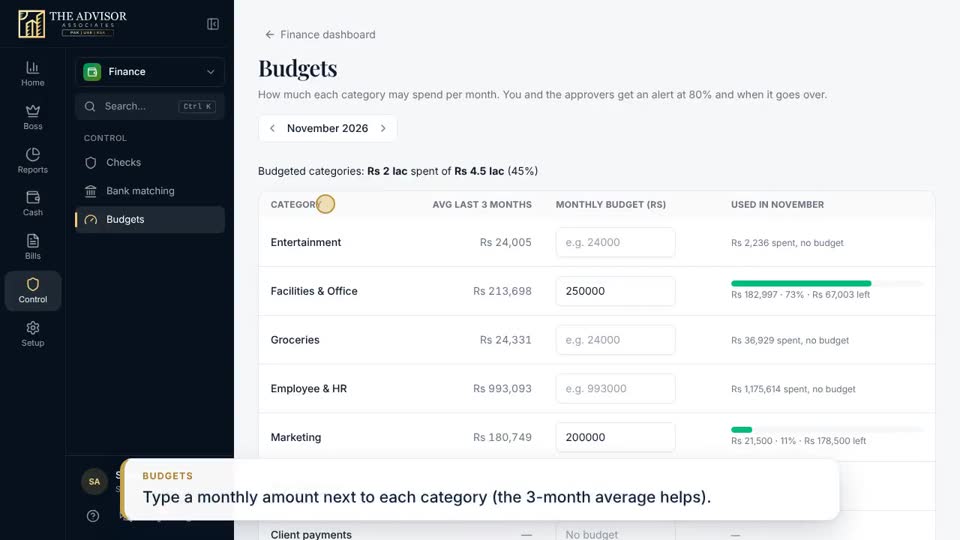 THE ADVISOR
ASSOCIATES
PAK | UAE | KSA
Home
Boss
Reports
Cash
Bills
Control
Setup
Finance
Search...
Ctrl K
CONTROL
Checks
Bank matching
Budgets
SA
← Finance dashboard
Budgets
How much each category may spend per month. You and the approvers get an alert at 80% and when it goes over.
November 2026
Budgeted categories: Rs 2 lac spent of Rs 4.5 lac (45%)
CATEGORY AVG LAST 3 MONTHS MONTHLY BUDGET (RS) USED IN NOVEMBER
Entertainment Rs 24,005 e.g. 24000 Rs 2,236 spent, no budget
Facilities & Office Rs 213,698 250000 Rs 182,997 · 73% · Rs 67,003 left
Groceries Rs 24,331 e.g. 24000 Rs 36,929 spent, no budget
Employee & HR Rs 993,093 e.g. 993000 Rs 1,175,614 spent, no budget
Marketing Rs 180,749 200000 Rs 21,500 · 11% · Rs 178,500 left
BUDGETS
Type a monthly amount next to each category (the 3-month average helps).
Client payments — No budget —